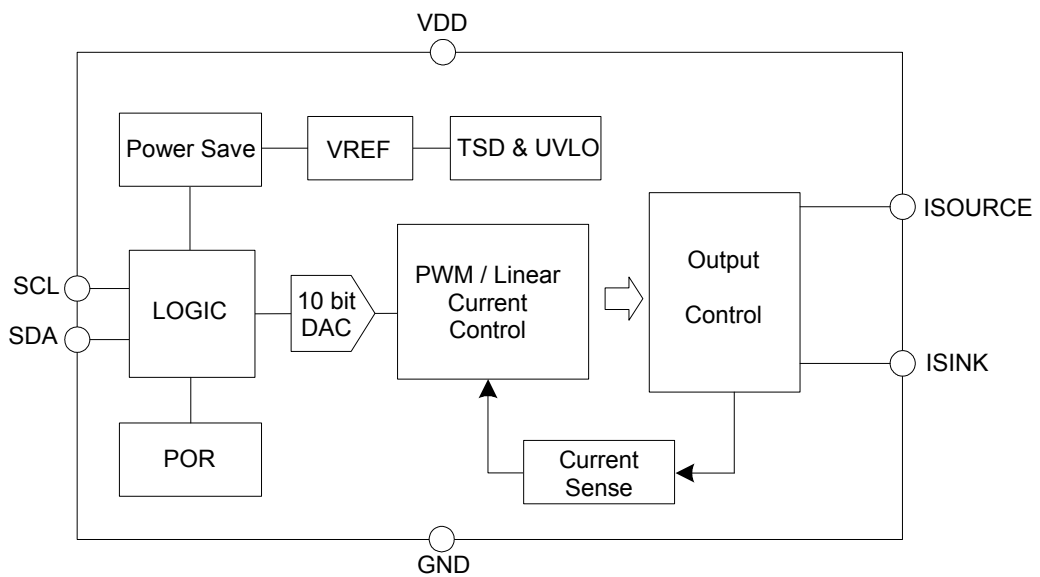 VDD
Power Save
VREF
TSD & UVLO
ISOURCE
SCL
SDA
LOGIC
10 bit
DAC
PWM / Linear
Current
Control
Output
Control
ISINK
POR
Current
Sense
GND